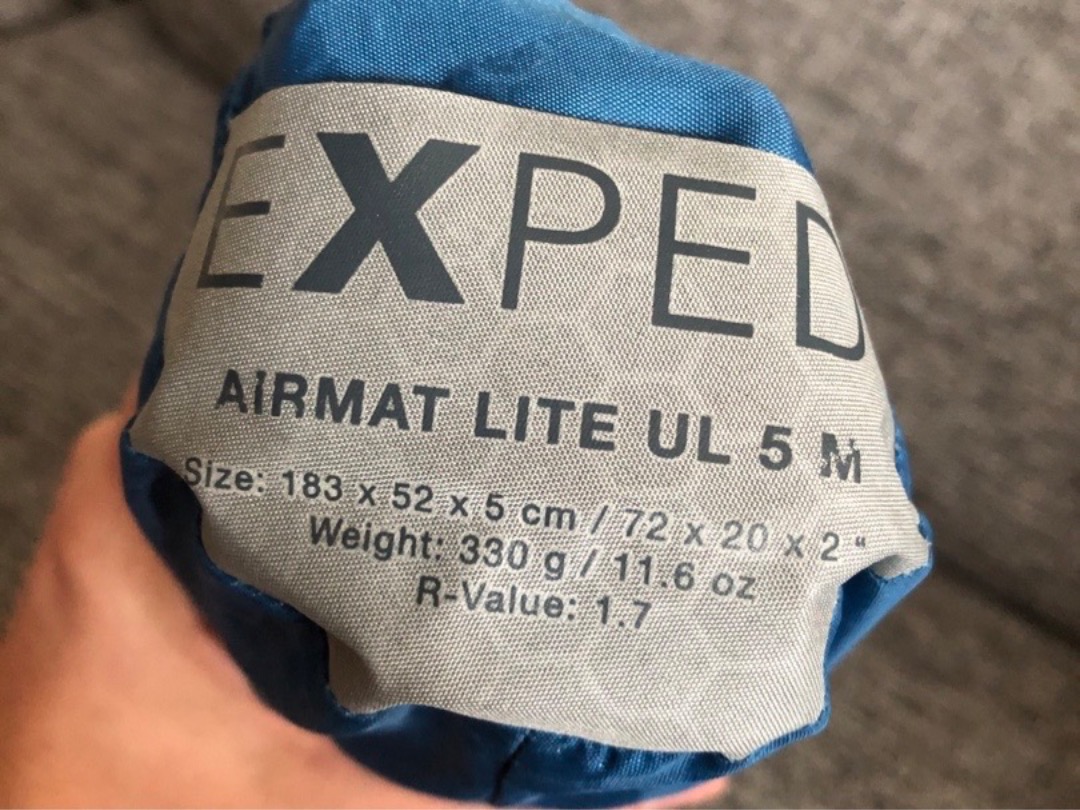 EXPED
AIRMAT LITE UL 5 M
Size: 183 x 52 x 5 cm / 72 x 20 x 2 "
Weight: 330 g / 11.6 oz
R-Value: 1.7